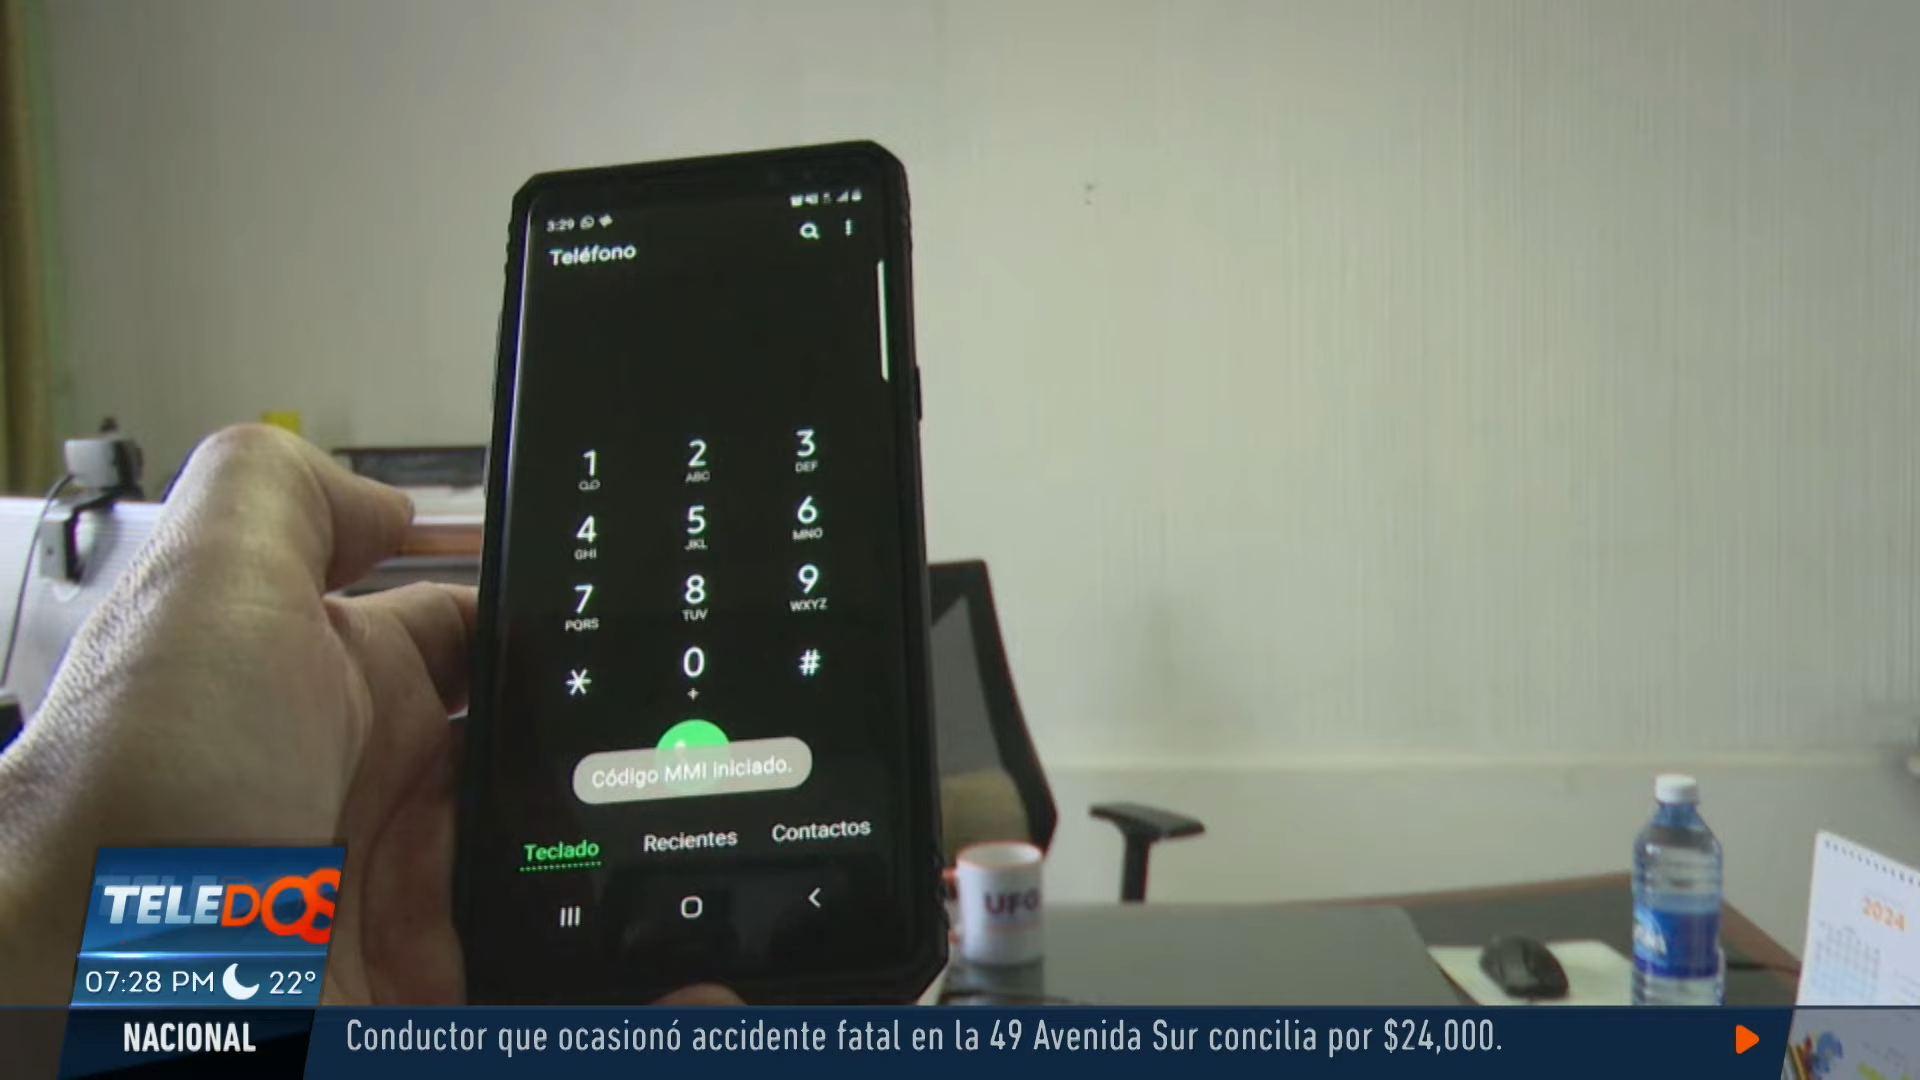 3:29
Teléfono
1
2
ABC
3
DEF
4
GHI
5
JKL
6
MNO
7
PQRS
8
TUV
9
WXYZ
*
0
+
#
Código MMI iniciado.
Teclado
Recientes
Contactos
UFG
2024
TELEDOS
07:28 PM 22°
NACIONAL
Conductor que ocasionó accidente fatal en la 49 Avenida Sur concilia por $24,000.